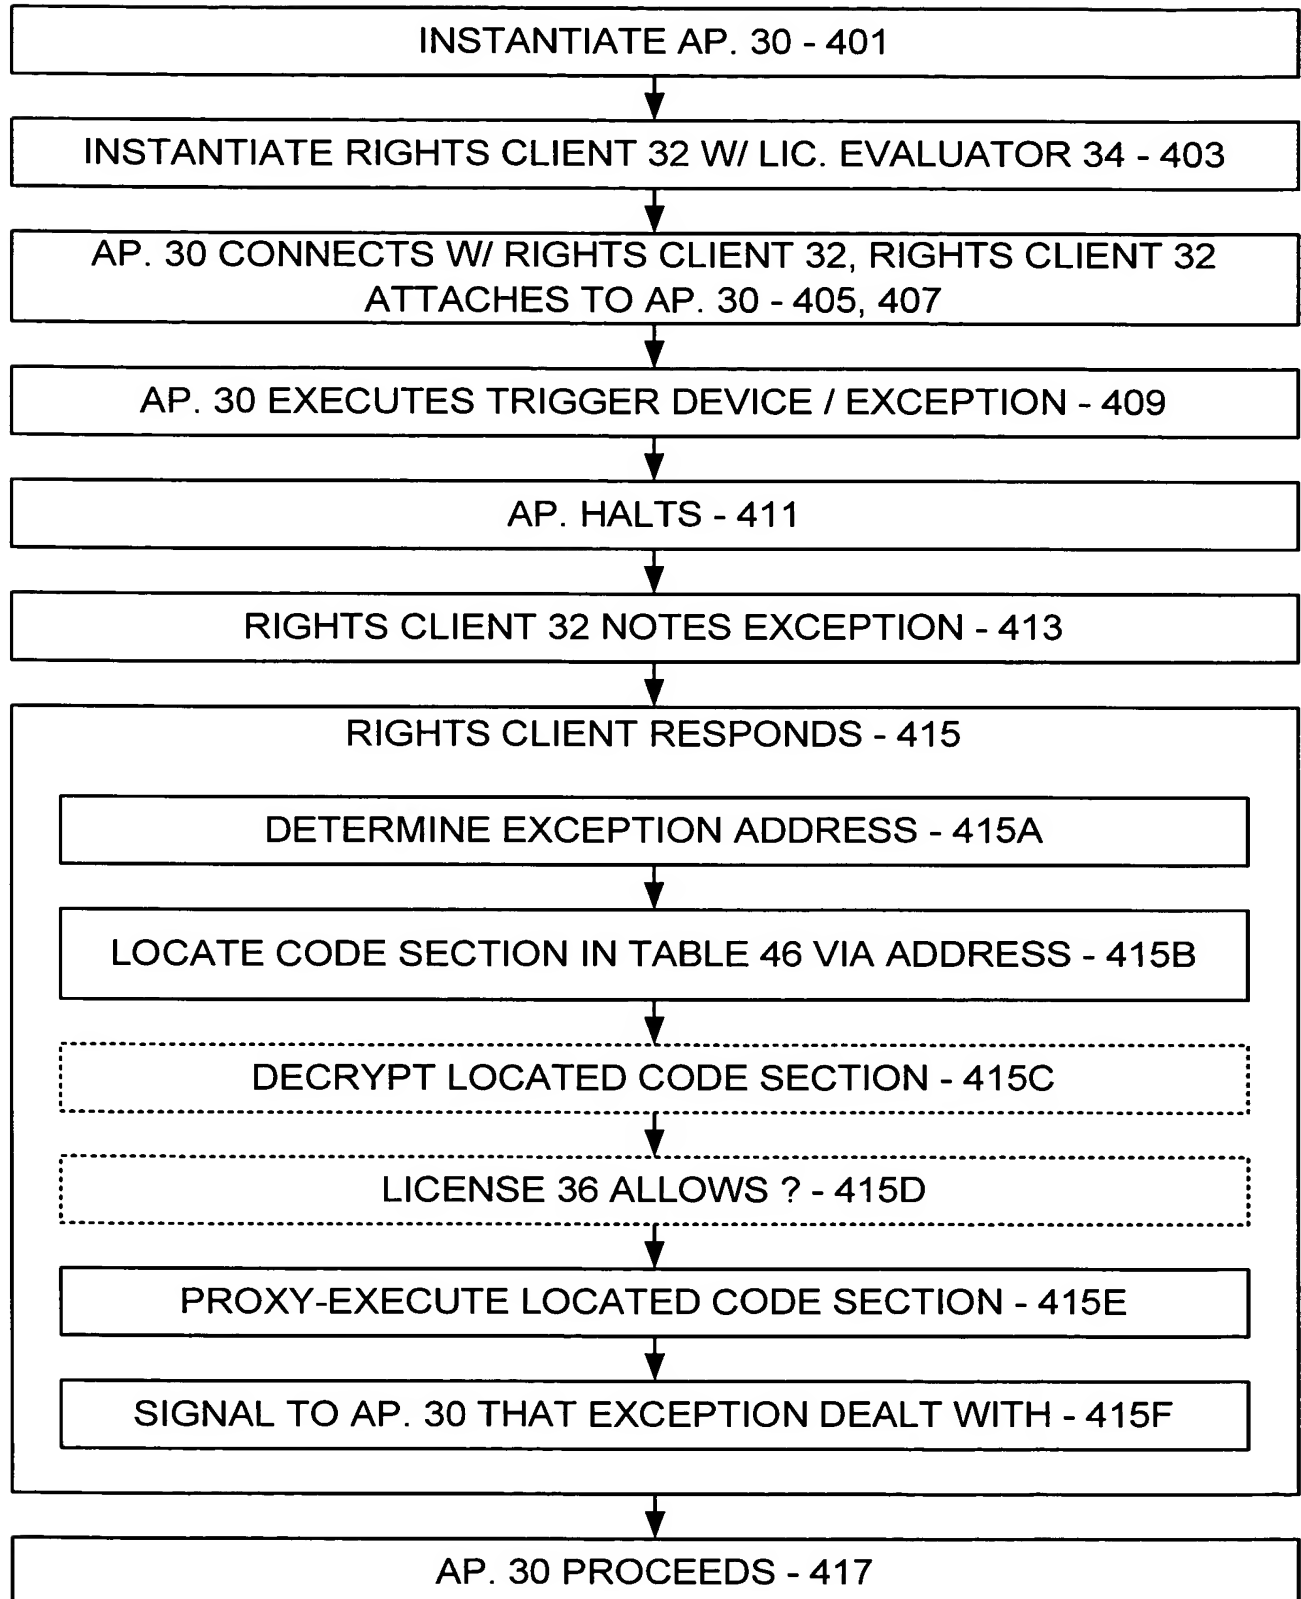 INSTANTIATE AP. 30 - 401
INSTANTIATE RIGHTS CLIENT 32 W/ LIC. EVALUATOR 34 - 403
AP. 30 CONNECTS W/ RIGHTS CLIENT 32, RIGHTS CLIENT 32
ATTACHES TO AP. 30 - 405, 407
AP. 30 EXECUTES TRIGGER DEVICE / EXCEPTION - 409
AP. HALTS - 411
RIGHTS CLIENT 32 NOTES EXCEPTION - 413
RIGHTS CLIENT RESPONDS - 415
DETERMINE EXCEPTION ADDRESS - 415A
LOCATE CODE SECTION IN TABLE 46 VIA ADDRESS - 415B
DECRYPT LOCATED CODE SECTION - 415C
LICENSE 36 ALLOWS ? - 415D
PROXY-EXECUTE LOCATED CODE SECTION - 415E
SIGNAL TO AP. 30 THAT EXCEPTION DEALT WITH - 415F
AP. 30 PROCEEDS - 417